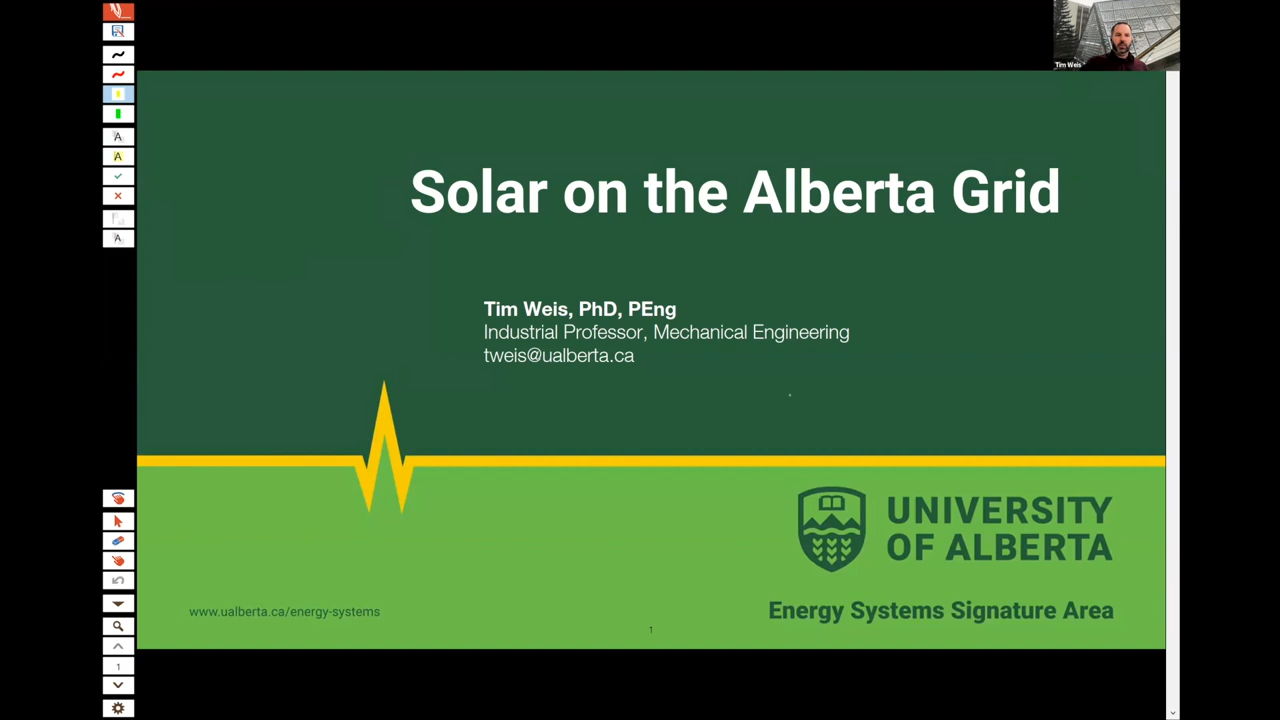 Tim Weis
Solar on the Alberta Grid
Tim Weis, PhD, PEng
Industrial Professor, Mechanical Engineering
tweis@ualberta.ca
UNIVERSITY
OF ALBERTA
www.ualberta.ca/energy-systems
Energy Systems Signature Area
1
A
A
A
1